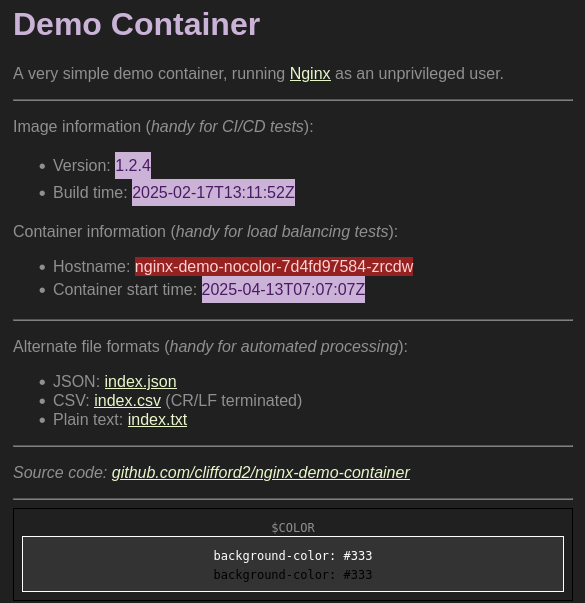 Demo Container
A very simple demo container, running Nginx as an unprivileged user.
Image information (handy for CI/CD tests):
• Version: 1.2.4
• Build time: 2025-02-17T13:11:52Z
Container information (handy for load balancing tests):
• Hostname: nginx-demo-nocolor-7d4fd97584-zrcdw
• Container start time: 2025-04-13T07:07:07Z
Alternate file formats (handy for automated processing):
• JSON: index.json
• CSV: index.csv (CR/LF terminated)
• Plain text: index.txt
Source code: github.com/clifford2/nginx-demo-container
$COLOR
background-color: #333
background-color: #333